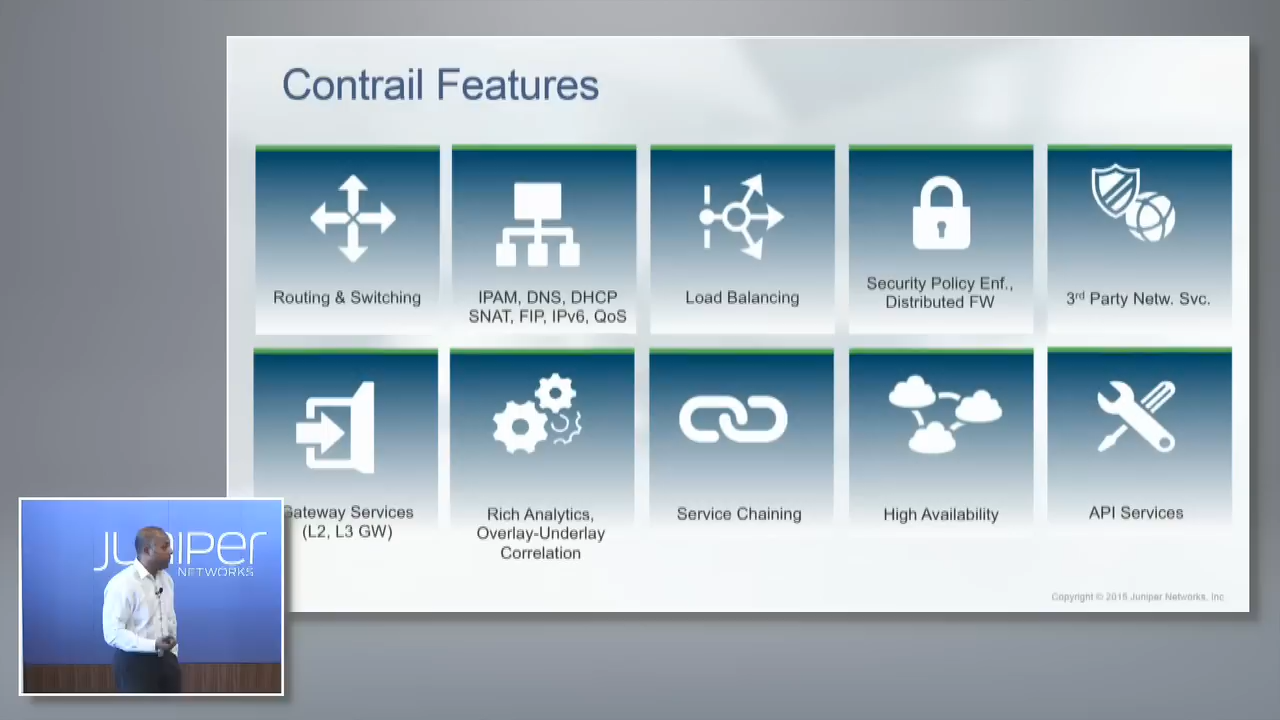 Contrail Features
Routing & Switching
IPAM, DNS, DHCP
SNAT, FIP, IPv6, QoS
Load Balancing
Security Policy Enf.,
Distributed FW
3rd Party Netw. Svc.
Gateway Services
(L2, L3 GW)
Rich Analytics,
Overlay-Underlay
Correlation
Service Chaining
High Availability
API Services
Copyright © 2015 Juniper Networks, Inc.
JUNIPER
NETWORKS